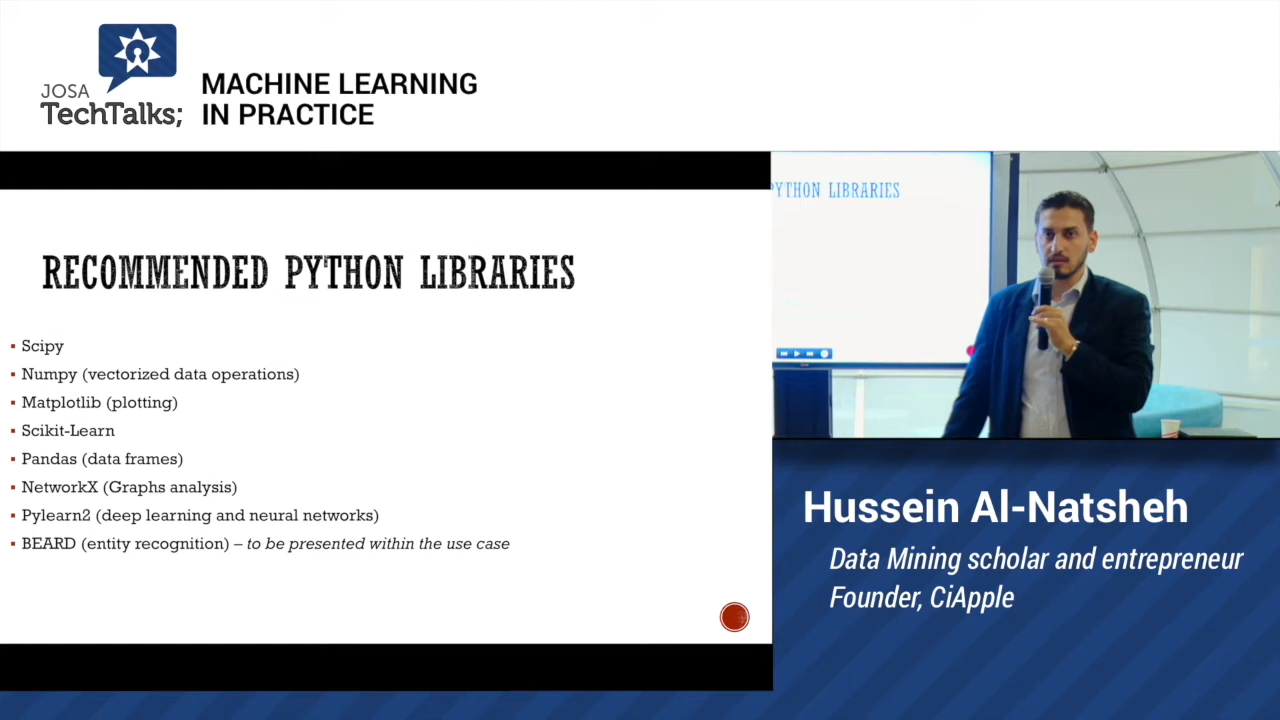 JOSA
TechTalks;
MACHINE LEARNING
IN PRACTICE
RECOMMENDED PYTHON LIBRARIES
▪ Scipy
▪ Numpy (vectorized data operations)
▪ Matplotlib (plotting)
▪ Scikit-Learn
▪ Pandas (data frames)
▪ NetworkX (Graphs analysis)
▪ Pylearn2 (deep learning and neural networks)
▪ BEARD (entity recognition) – to be presented within the use case
PYTHON LIBRARIES
Hussein Al-Natsheh
Data Mining scholar and entrepreneur
Founder, CiApple